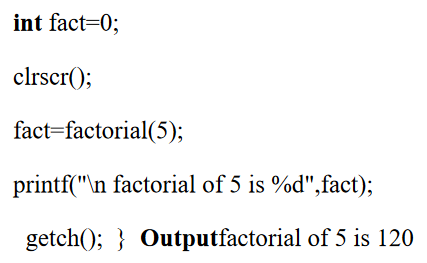 int fact=0;
clrscr();
fact=factorial(5);
printf("\n factorial of 5 is %d",fact);
getch();  }  Outputfactorial of 5 is 120